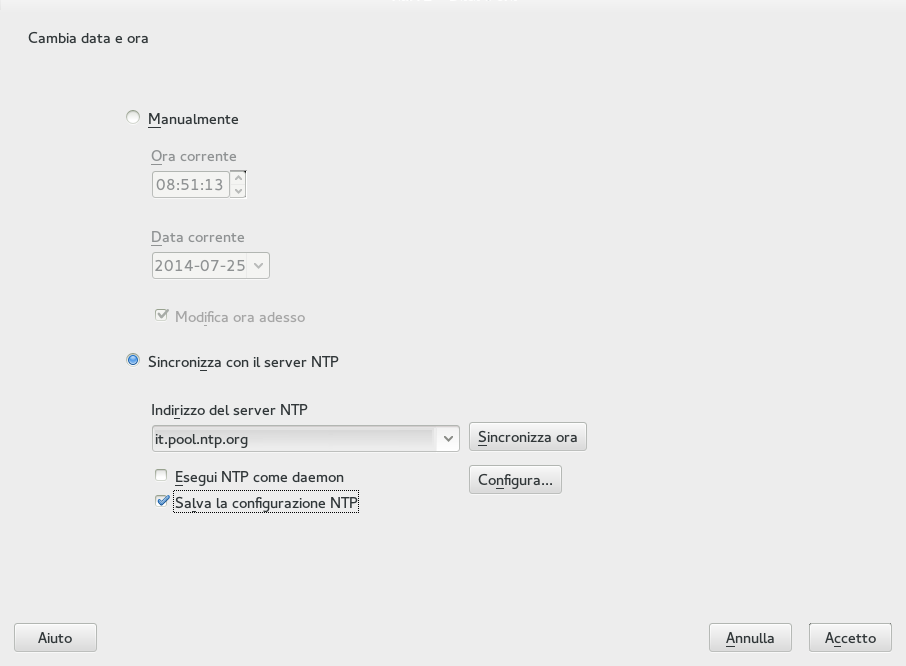 Cambia data e ora
Manualmente
Ora corrente
08:51:13
Data corrente
2014-07-25
Modifica ora adesso
Sincronizza con il server NTP
Indirizzo del server NTP
it.pool.ntp.org
Sincronizza ora
Esegui NTP come daemon
Configura...
Salva la configurazione NTP
Aiuto
Annulla
Accetto